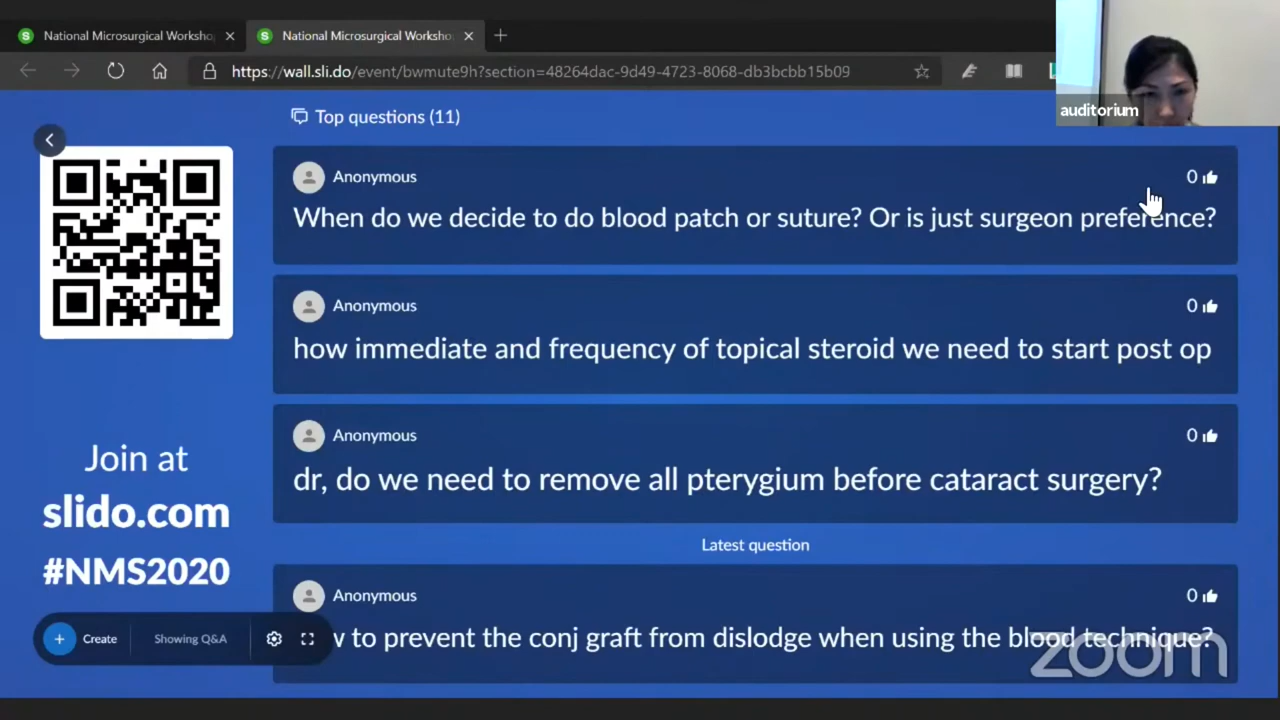 National Microsurgical Worksho
National Microsurgical Worksho
https://wall.sli.do/event/bwmute9h?section=48264dac-9d49-4723-8068-db3bcbb15b09
auditorium
Top questions (11)
Anonymous
0
When do we decide to do blood patch or suture? Or is just surgeon preference?
Anonymous
0
how immediate and frequency of topical steroid we need to start post op
Anonymous
0
dr, do we need to remove all pterygium before cataract surgery?
Latest question
Anonymous
0
to prevent the conj graft from dislodge when using the blood technique?
Join at
slido.com
#NMS2020
Create
Showing Q&A
zoom